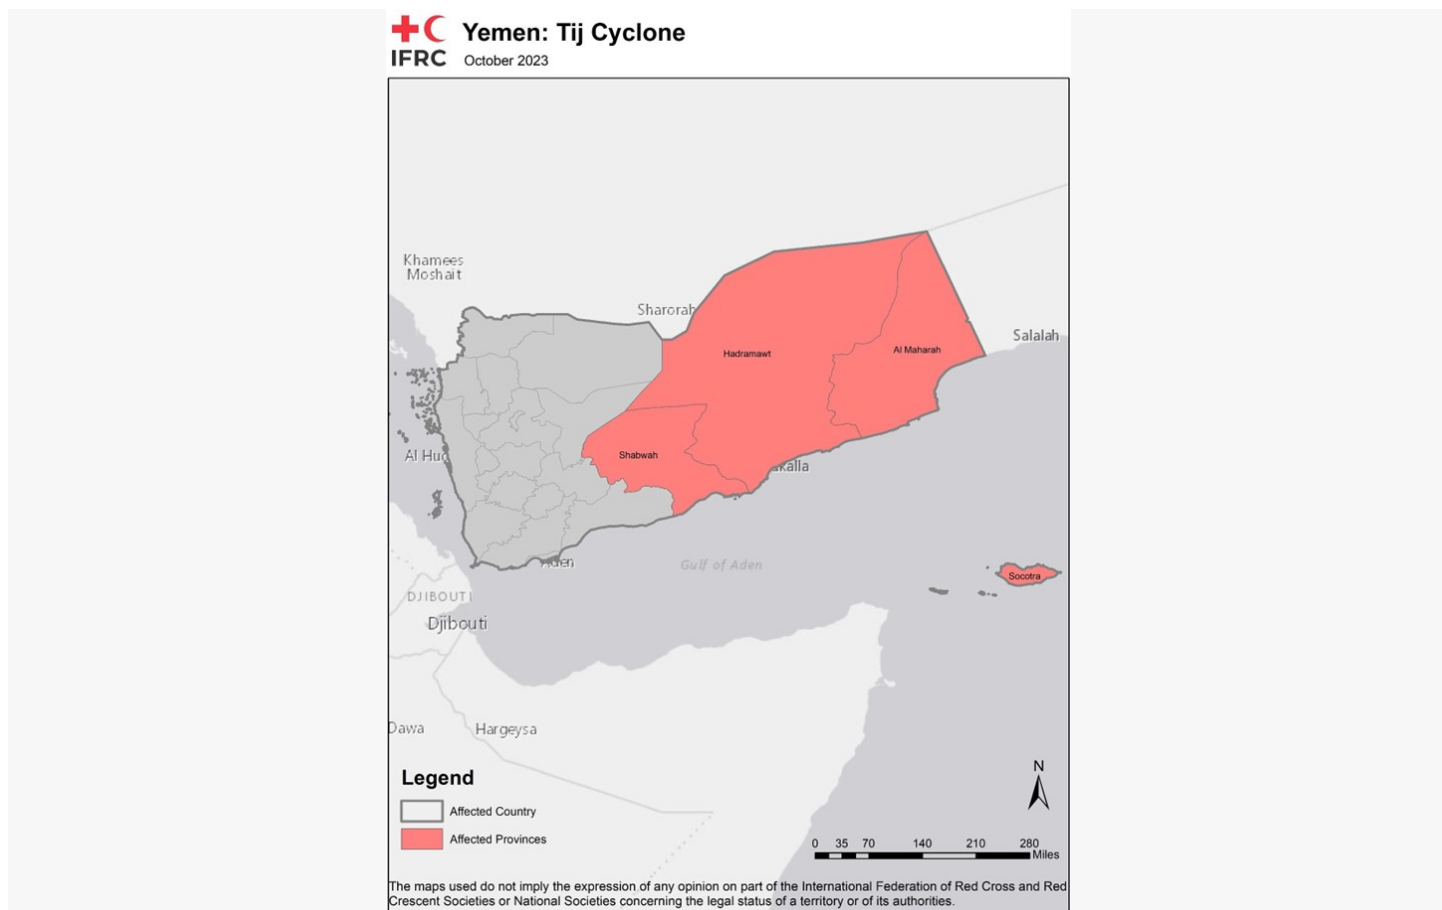 IFRC
Yemen: Tij Cyclone
October 2023
Khamees
Moshait
Sharorah
Salalah
Hadramawt
Al Maharah
Al Hud
Shabwah
akalla
Aden
Gulf of Aden
Socotra
DJIBOUTI
Djibouti
Dawa
Hargeysa
N
Legend
Affected Country
Affected Provinces
0 35 70 140 210 280
Miles
The maps used do not imply the expression of any opinion on part of the International Federation of Red Cross and Red
Crescent Societies or National Societies concerning the legal status of a territory or of its authorities.